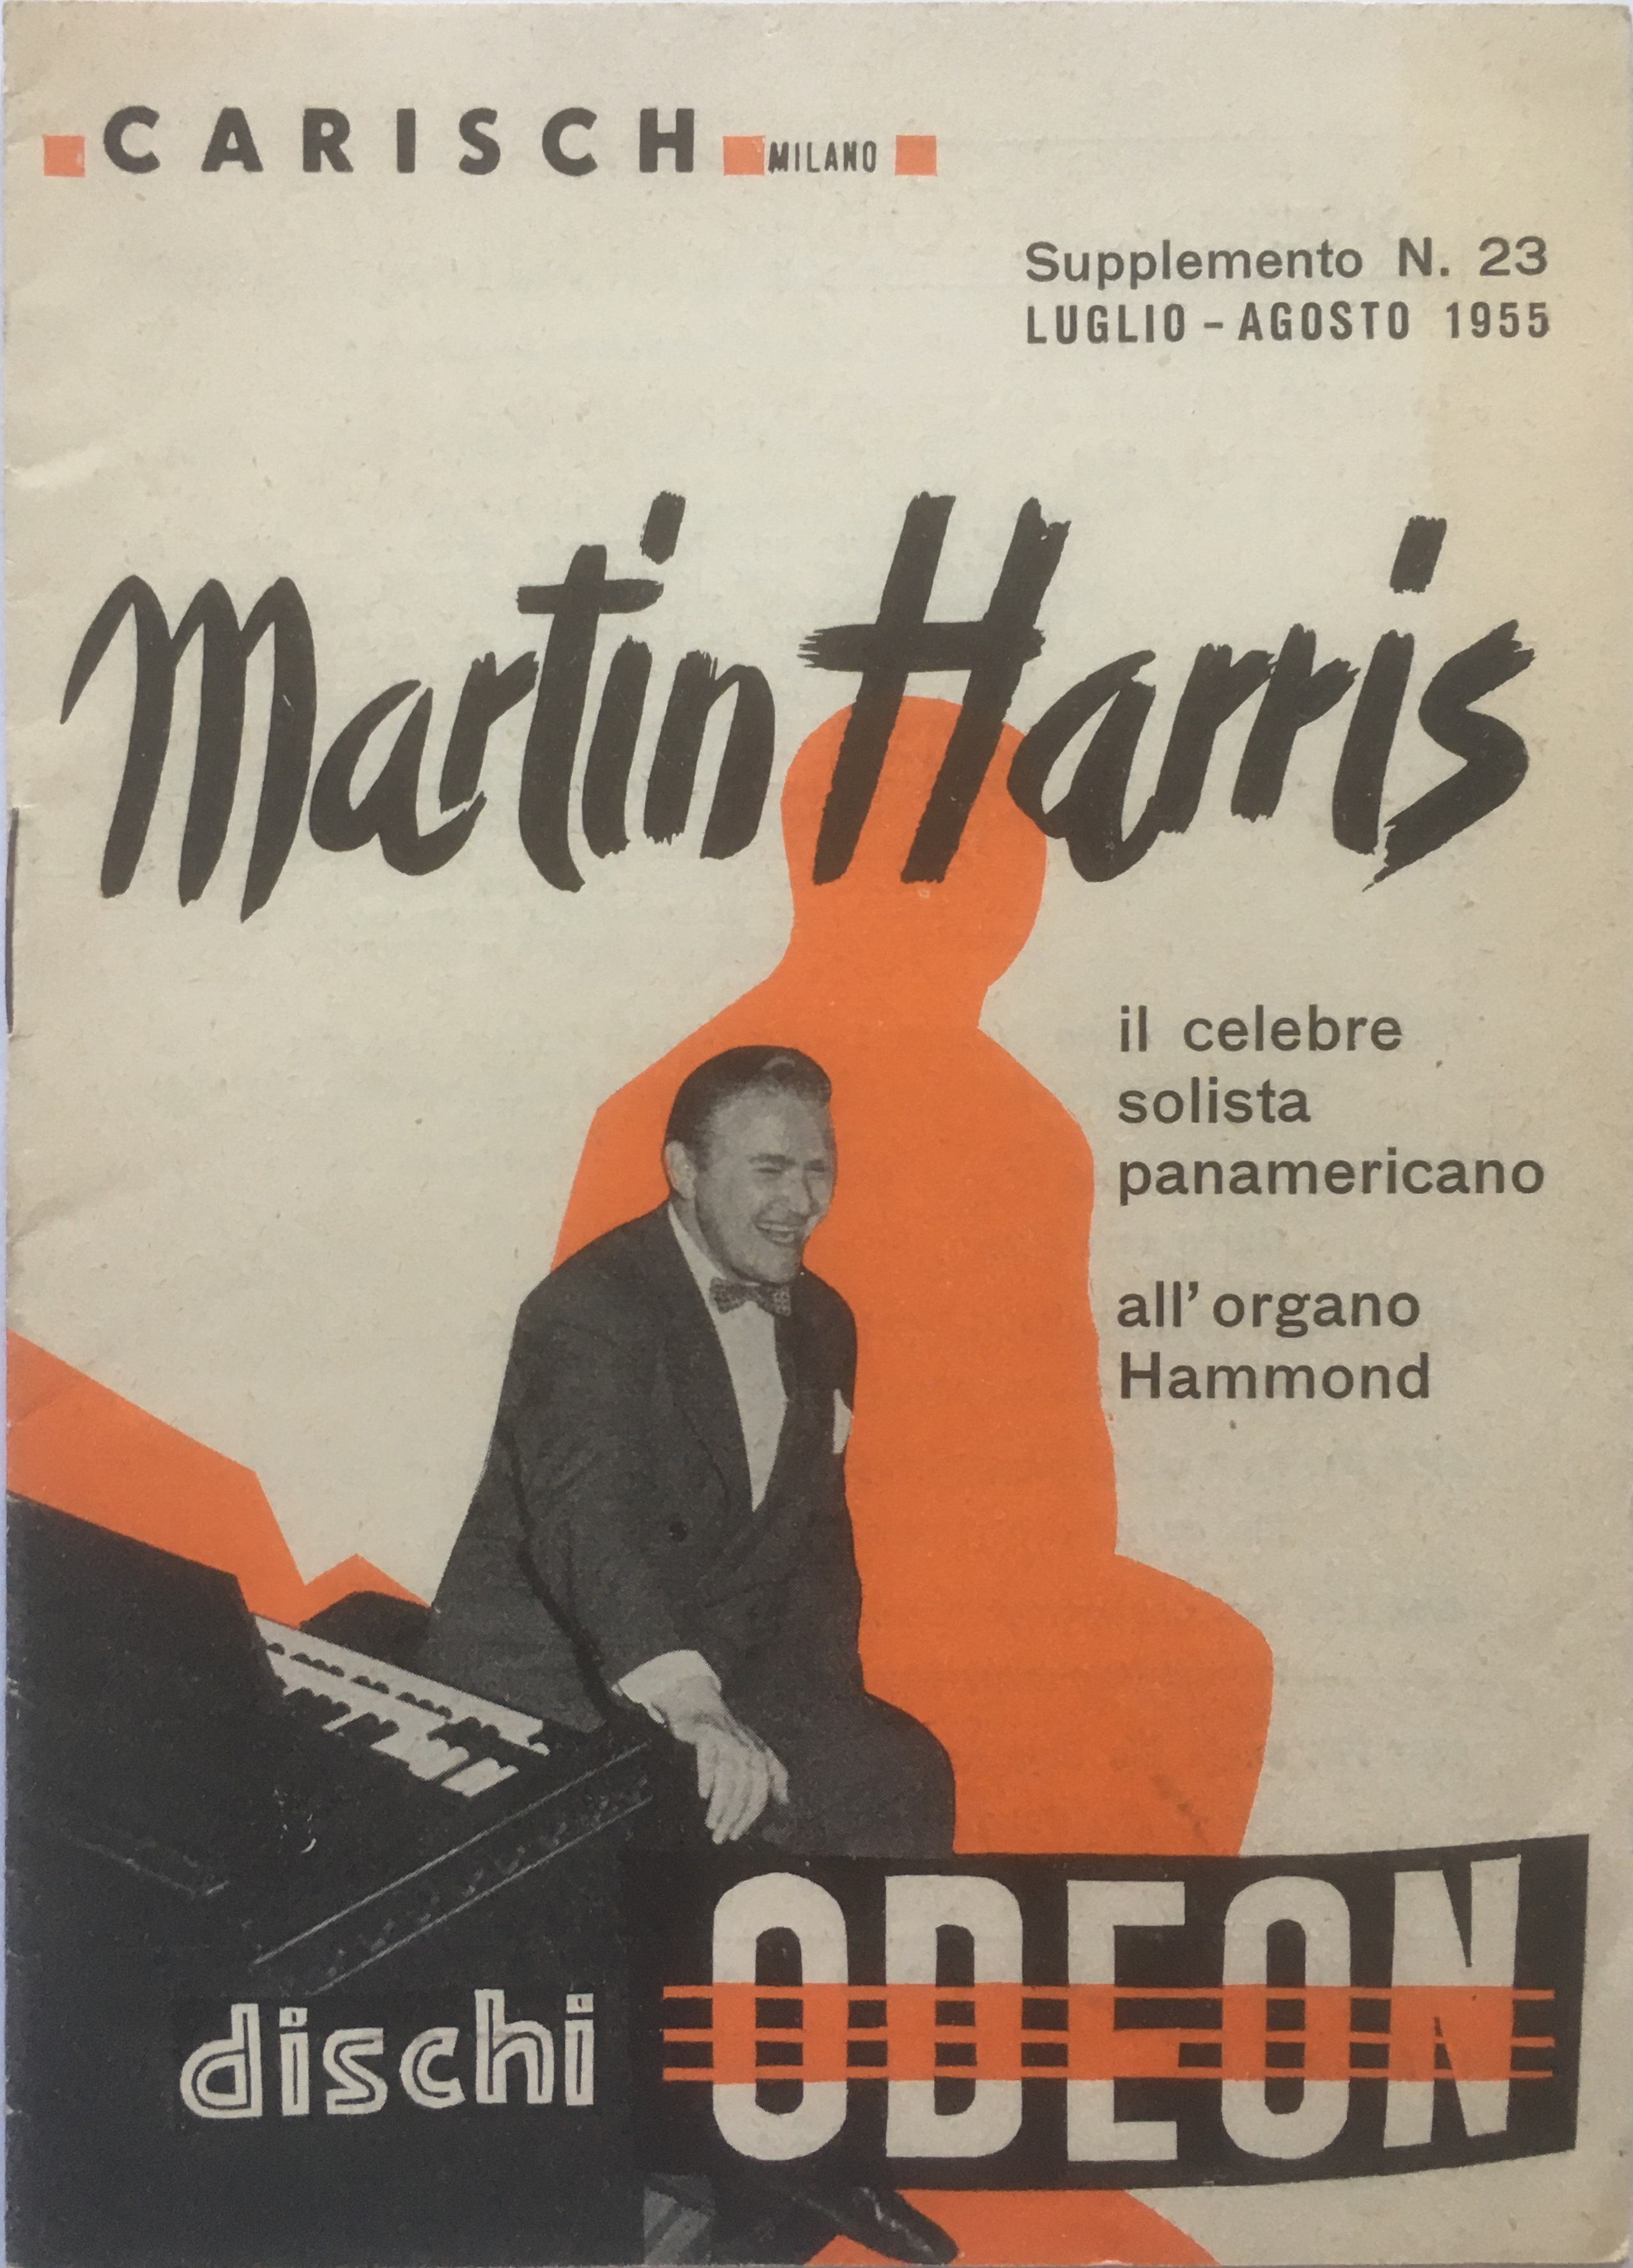 CARISCH MILANO
Supplemento N. 23
LUGLIO - AGOSTO 1955
Martin Harris
il celebre
solista
panamericano
all' organo
Hammond
dischi ODEON